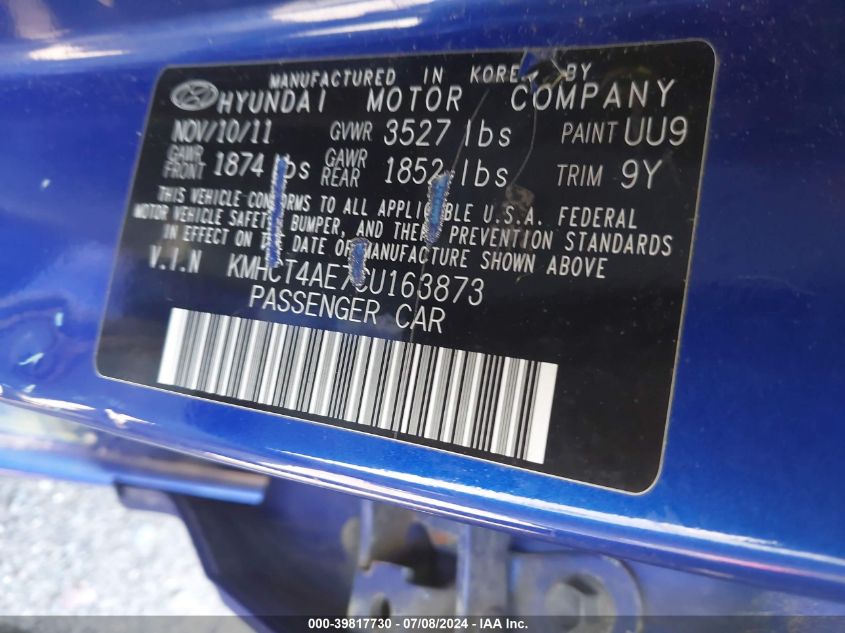 MANUFACTURED IN KOREA BY
HYUNDAI MOTOR COMPANY
NOV/10/11 GVWR 3527 lbs PAINT UU9
GAWR FRONT 1874 lbs GAWR REAR 1852 lbs TRIM 9Y
THIS VEHICLE CONFORMS TO ALL APPLICABLE U.S.A. FEDERAL
MOTOR VEHICLE SAFETY, BUMPER, AND THEFT PREVENTION STANDARDS
IN EFFECT ON THE DATE OF MANUFACTURE SHOWN ABOVE
V.I.N KMHCT4AE7CU163873
PASSENGER CAR
000-39817730 - 07/08/2024 - IAA Inc.